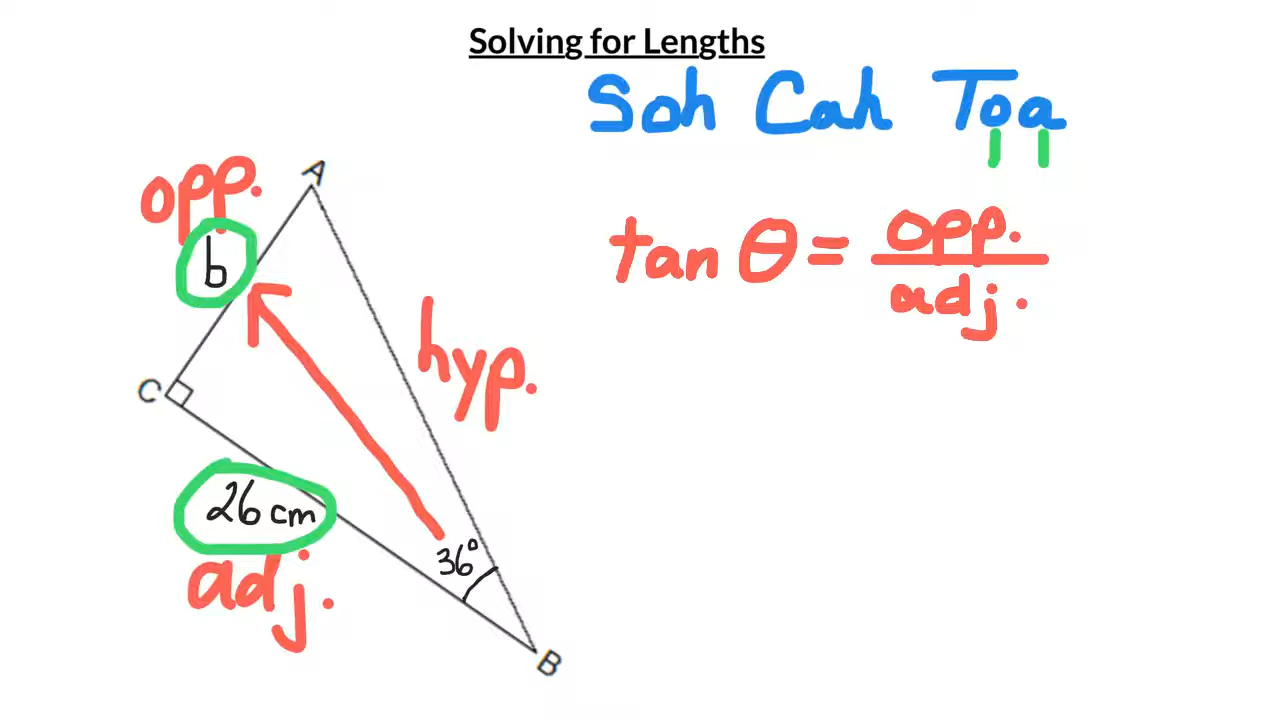 Solving for Lengths
Soh Cah Toa
A
opp.
b
tan θ = opp.
adj.
hyp.
C
26 cm
36°
adj.
B